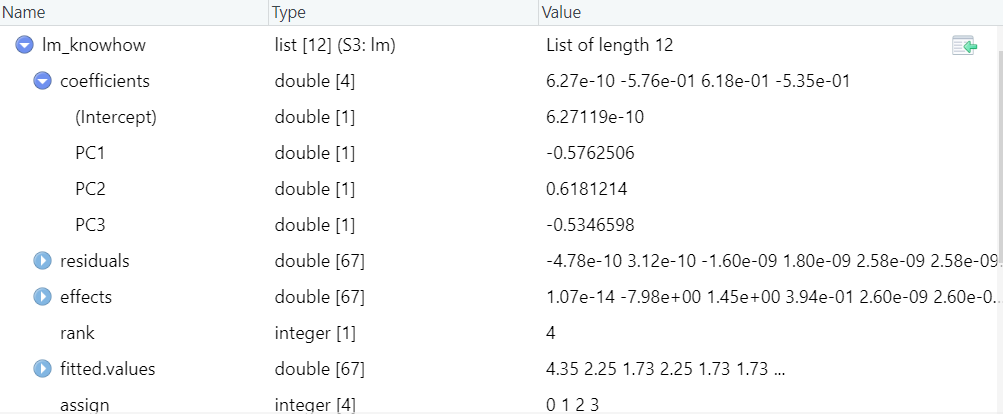 Name Type Value
lm_knowhow list [12] (S3: lm) List of length 12
coefficients double [4] 6.27e-10 -5.76e-01 6.18e-01 -5.35e-01
(Intercept) double [1] 6.27119e-10
PC1 double [1] -0.5762506
PC2 double [1] 0.6181214
PC3 double [1] -0.5346598
residuals double [67] -4.78e-10 3.12e-10 -1.60e-09 1.80e-09 2.58e-09 2.58e-09
effects double [67] 1.07e-14 -7.98e+00 1.45e+00 3.94e-01 2.60e-09 2.60e-0...
rank integer [1] 4
fitted.values double [67] 4.35 2.25 1.73 2.25 1.73 1.73 ...
assign integer [4] 0 1 2 3